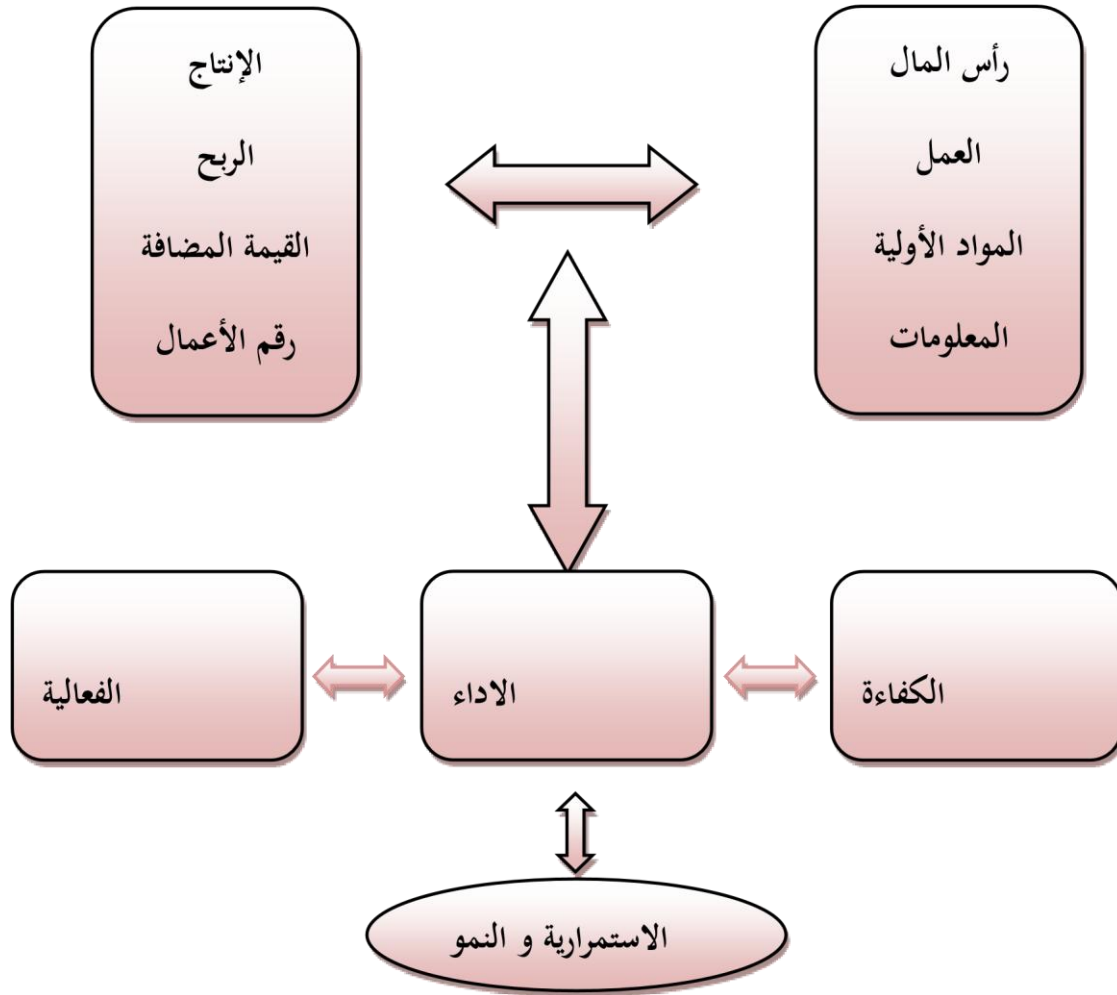 رأس المال
العمل
المواد الأولية
المعلومات
الإنتاج
الربح
القيمة المضافة
رقم الأعمال
الكفاءة
الاداء
الفعالية
الاستمرارية و النمو